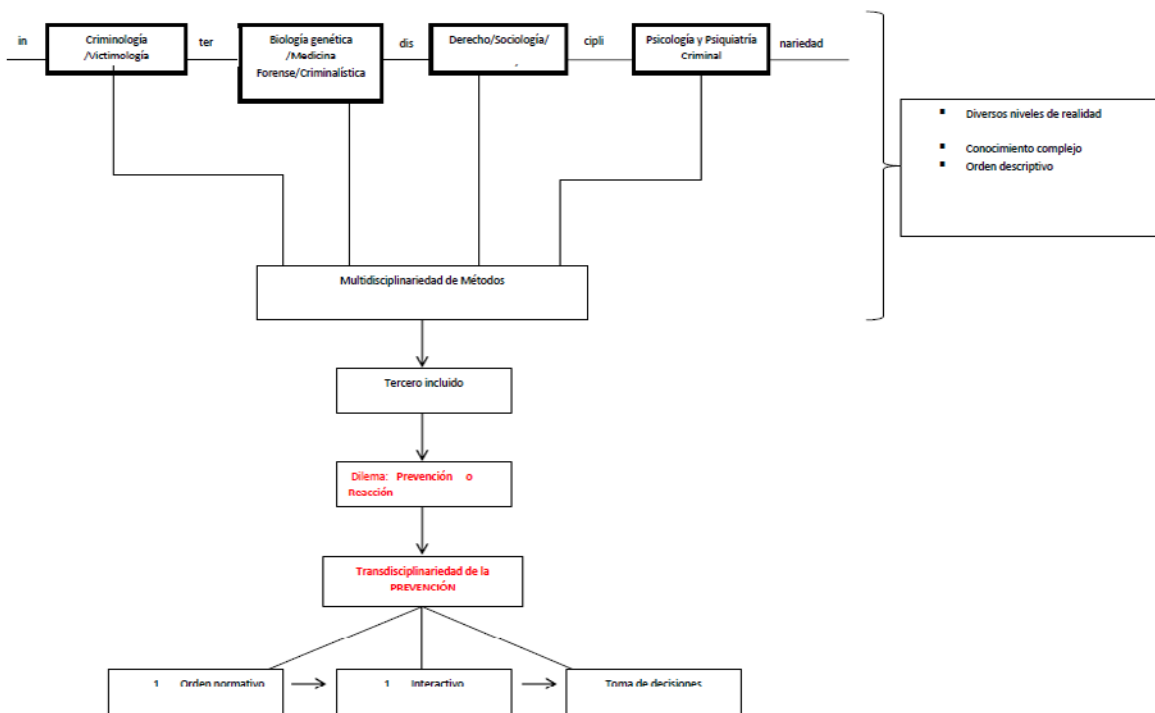 in
Criminología
/Victimología
ter
Biología genética
/Medicina
Forense/Criminalística
dis
Derecho/Sociología/
.
cipli
Psicología y Psiquiatría
Criminal
nariedad
▪ Diversos niveles de realidad
▪ Conocimiento complejo
▪ Orden descriptivo
Multidisciplinariedad de Métodos
Tercero incluido
Dilema: Prevención o
Reacción
Transdisciplinariedad de la
PREVENCIÓN
1 Orden normativo
1 Interactivo
Toma de decisiones